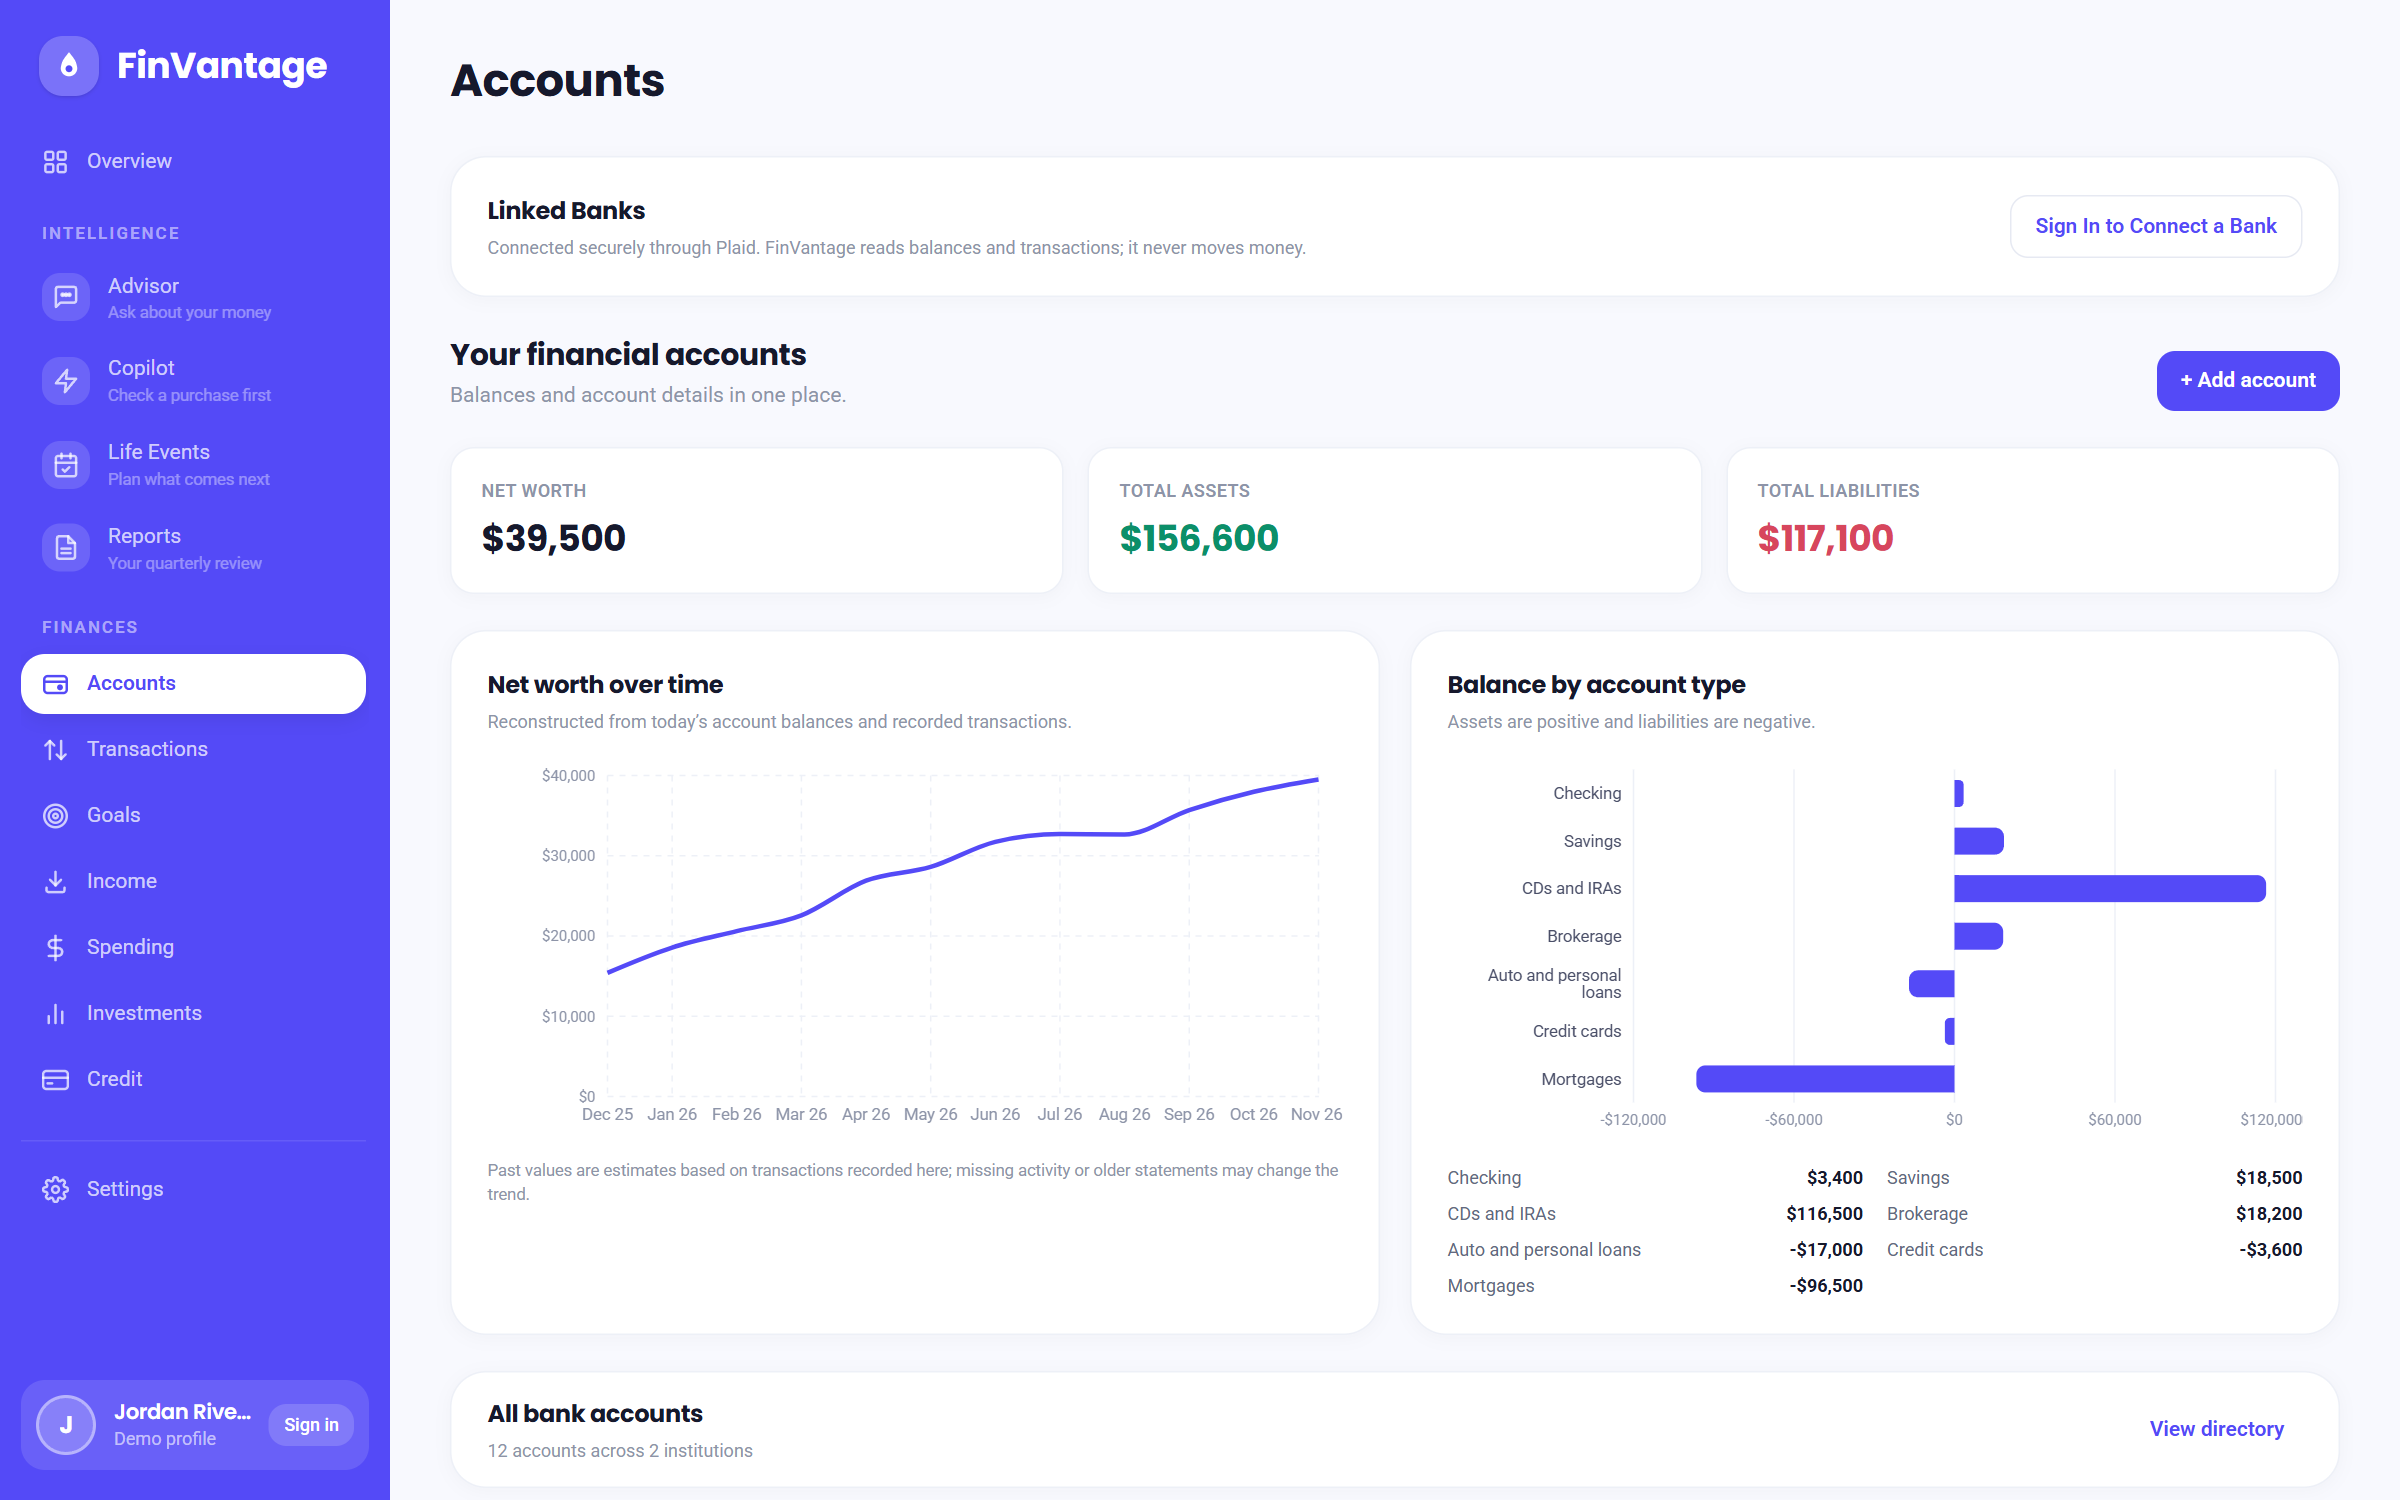 FinVantage
Overview
INTELLIGENCE
Advisor
Ask about your money
Copilot
Check a purchase first
Life Events
Plan what comes next
Reports
Your quarterly review
FINANCES
Accounts
Transactions
Goals
Income
Spending
Investments
Credit
Settings
J
Jordan Rive...
Demo profile
Sign in
Accounts
Linked Banks
Connected securely through Plaid. FinVantage reads balances and transactions; it never moves money.
Sign In to Connect a Bank
Your financial accounts
Balances and account details in one place.
+ Add account
NET WORTH
$39,500
TOTAL ASSETS
$156,600
TOTAL LIABILITIES
$117,100
Net worth over time
Reconstructed from today's account balances and recorded transactions.
$40,000
$30,000
$20,000
$10,000
$0
Dec 25 Jan 26 Feb 26 Mar 26 Apr 26 May 26 Jun 26 Jul 26 Aug 26 Sep 26 Oct 26 Nov 26
Past values are estimates based on transactions recorded here; missing activity or older statements may change the
trend.
Balance by account type
Assets are positive and liabilities are negative.
Checking
Savings
CDs and IRAs
Brokerage
Auto and personal
loans
Credit cards
Mortgages
-$120,000 -$60,000 $0 $60,000 $120,000
Checking $3,400 Savings $18,500
CDs and IRAs $116,500 Brokerage $18,200
Auto and personal loans -$17,000 Credit cards -$3,600
Mortgages -$96,500
All bank accounts
12 accounts across 2 institutions
View directory